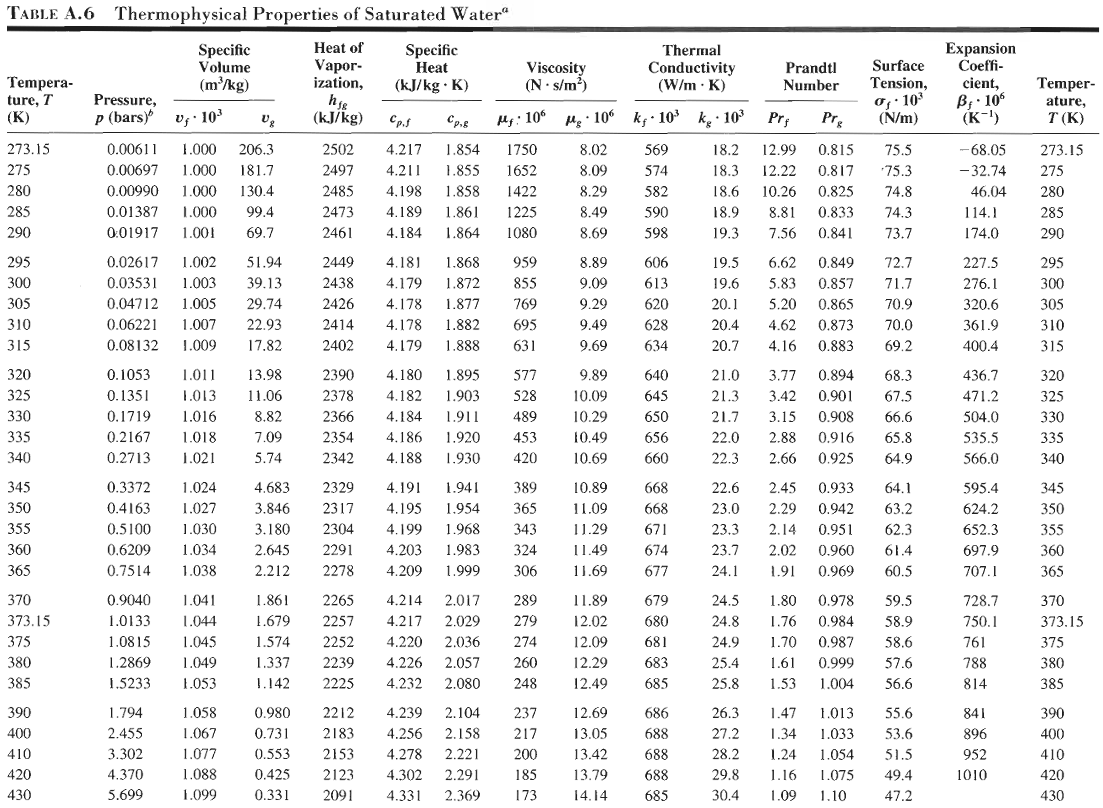 TABLE A.6 Thermophysical Properties of Saturated Water^a
Specific Heat of Specific Thermal Expansion
Volume Vapor- Heat Viscosity Conductivity Prandtl Surface Coeffi-
Tempera- (m³/kg) ization, (kJ/kg · K) (N · s/m²) (W/m · K) Number Tension, cient, Temper-
ture, T Pressure, h_fg σ_f · 10³ β_f · 10⁶ ature,
(K) p (bars)^b v_f · 10³ v_g (kJ/kg) c_p,f c_p,g μ_f · 10⁶ μ_g · 10⁶ k_f · 10³ k_g · 10³ Pr_f Pr_g (N/m) (K⁻¹) T (K)
273.15 0.00611 1.000 206.3 2502 4.217 1.854 1750 8.02 569 18.2 12.99 0.815 75.5 −68.05 273.15
275 0.00697 1.000 181.7 2497 4.211 1.855 1652 8.09 574 18.3 12.22 0.817 75.3 −32.74 275
280 0.00990 1.000 130.4 2485 4.198 1.858 1422 8.29 582 18.6 10.26 0.825 74.8 46.04 280
285 0.01387 1.000 99.4 2473 4.189 1.861 1225 8.49 590 18.9 8.81 0.833 74.3 114.1 285
290 0.01917 1.001 69.7 2461 4.184 1.864 1080 8.69 598 19.3 7.56 0.841 73.7 174.0 290
295 0.02617 1.002 51.94 2449 4.181 1.868 959 8.89 606 19.5 6.62 0.849 72.7 227.5 295
300 0.03531 1.003 39.13 2438 4.179 1.872 855 9.09 613 19.6 5.83 0.857 71.7 276.1 300
305 0.04712 1.005 29.74 2426 4.178 1.877 769 9.29 620 20.1 5.20 0.865 70.9 320.6 305
310 0.06221 1.007 22.93 2414 4.178 1.882 695 9.49 628 20.4 4.62 0.873 70.0 361.9 310
315 0.08132 1.009 17.82 2402 4.179 1.888 631 9.69 634 20.7 4.16 0.883 69.2 400.4 315
320 0.1053 1.011 13.98 2390 4.180 1.895 577 9.89 640 21.0 3.77 0.894 68.3 436.7 320
325 0.1351 1.013 11.06 2378 4.182 1.903 528 10.09 645 21.3 3.42 0.901 67.5 471.2 325
330 0.1719 1.016 8.82 2366 4.184 1.911 489 10.29 650 21.7 3.15 0.908 66.6 504.0 330
335 0.2167 1.018 7.09 2354 4.186 1.920 453 10.49 656 22.0 2.88 0.916 65.8 535.5 335
340 0.2713 1.021 5.74 2342 4.188 1.930 420 10.69 660 22.3 2.66 0.925 64.9 566.0 340
345 0.3372 1.024 4.683 2329 4.191 1.941 389 10.89 668 22.6 2.45 0.933 64.1 595.4 345
350 0.4163 1.027 3.846 2317 4.195 1.954 365 11.09 668 23.0 2.29 0.942 63.2 624.2 350
355 0.5100 1.030 3.180 2304 4.199 1.968 343 11.29 671 23.3 2.14 0.951 62.3 652.3 355
360 0.6209 1.034 2.645 2291 4.203 1.983 324 11.49 674 23.7 2.02 0.960 61.4 697.9 360
365 0.7514 1.038 2.212 2278 4.209 1.999 306 11.69 677 24.1 1.91 0.969 60.5 707.1 365
370 0.9040 1.041 1.861 2265 4.214 2.017 289 11.89 679 24.5 1.80 0.978 59.5 728.7 370
373.15 1.0133 1.044 1.679 2257 4.217 2.029 279 12.02 680 24.8 1.76 0.984 58.9 750.1 373.15
375 1.0815 1.045 1.574 2252 4.220 2.036 274 12.09 681 24.9 1.70 0.987 58.6 761 375
380 1.2869 1.049 1.337 2239 4.226 2.057 260 12.29 683 25.4 1.61 0.999 57.6 788 380
385 1.5233 1.053 1.142 2225 4.232 2.080 248 12.49 685 25.8 1.53 1.004 56.6 814 385
390 1.794 1.058 0.980 2212 4.239 2.104 237 12.69 686 26.3 1.47 1.013 55.6 841 390
400 2.455 1.067 0.731 2183 4.256 2.158 217 13.05 688 27.2 1.34 1.033 53.6 896 400
410 3.302 1.077 0.553 2153 4.278 2.221 200 13.42 688 28.2 1.24 1.054 51.5 952 410
420 4.370 1.088 0.425 2123 4.302 2.291 185 13.79 688 29.8 1.16 1.075 49.4 1010 420
430 5.699 1.099 0.331 2091 4.331 2.369 173 14.14 685 30.4 1.09 1.10 47.2 430